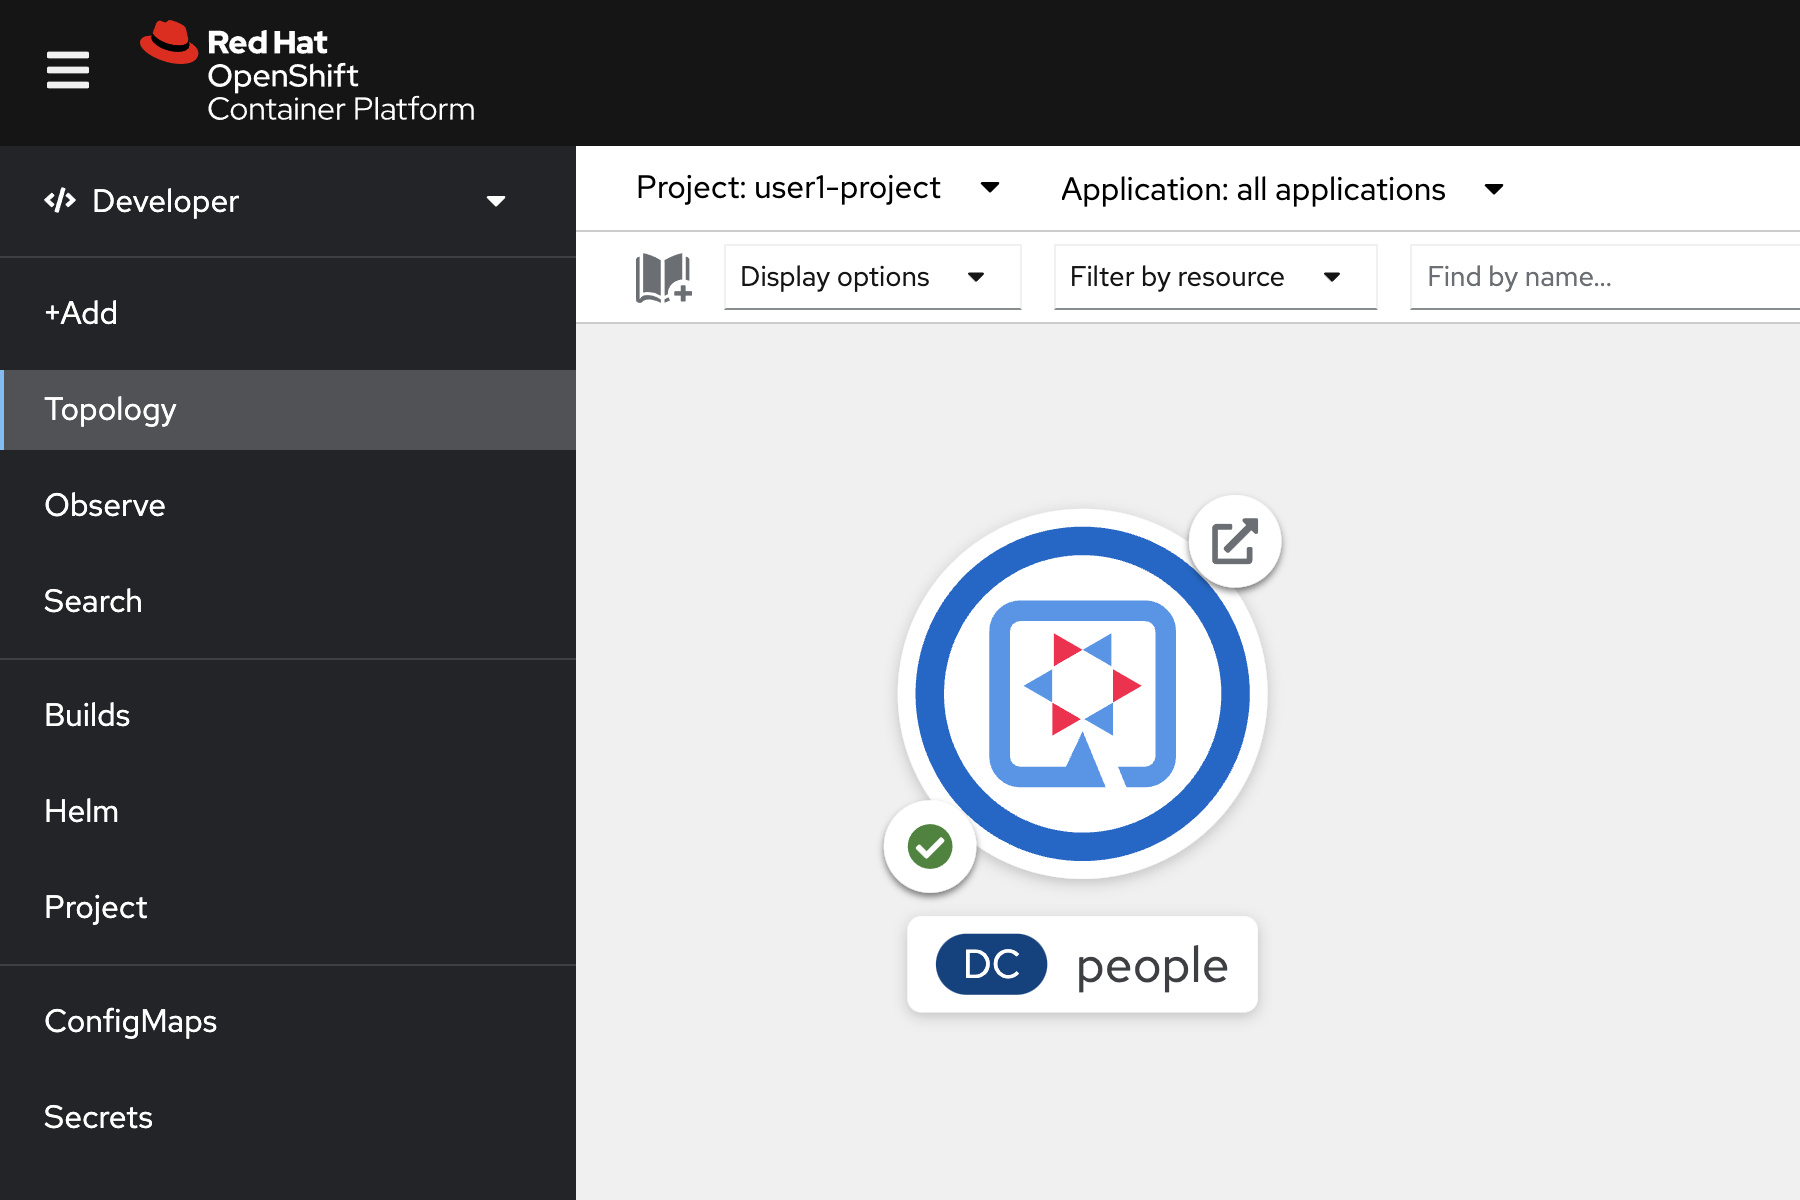 Red Hat
OpenShift
Container Platform
Developer
+Add
Topology
Observe
Search
Builds
Helm
Project
ConfigMaps
Secrets
Project: user1-project
Application: all applications
Display options
Filter by resource
Find by name...
DC people